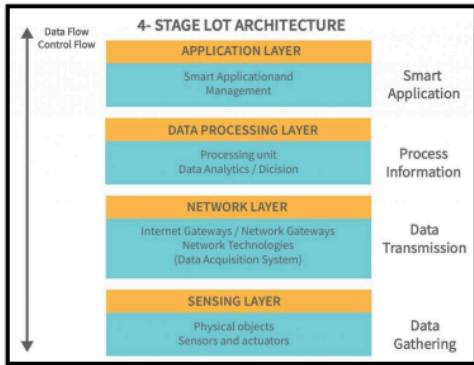 4- STAGE LOT ARCHITECTURE
Data Flow
Control Flow
APPLICATION LAYER
Smart Applicationand
Management
Smart
Application
DATA PROCESSING LAYER
Processing unit
Data Analytics / Dicision
Process
Information
NETWORK LAYER
Internet Gateways / Network Gateways
Network Technologies
(Data Acquisition System)
Data
Transmission
SENSING LAYER
Physical objects
Sensors and actuators
Data
Gathering